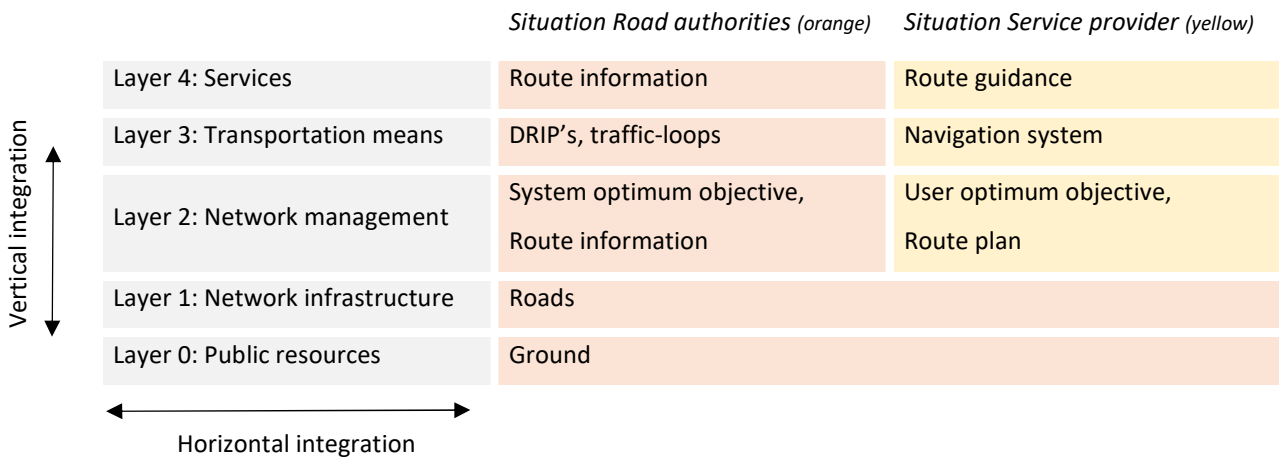 Situation Road authorities (orange)
Situation Service provider (yellow)
Layer 4: Services
Route information
Route guidance
Layer 3: Transportation means
DRIP's, traffic-loops
Navigation system
Layer 2: Network management
System optimum objective,
Route information
User optimum objective,
Route plan
Layer 1: Network infrastructure
Roads
Layer 0: Public resources
Ground
Vertical integration
Horizontal integration